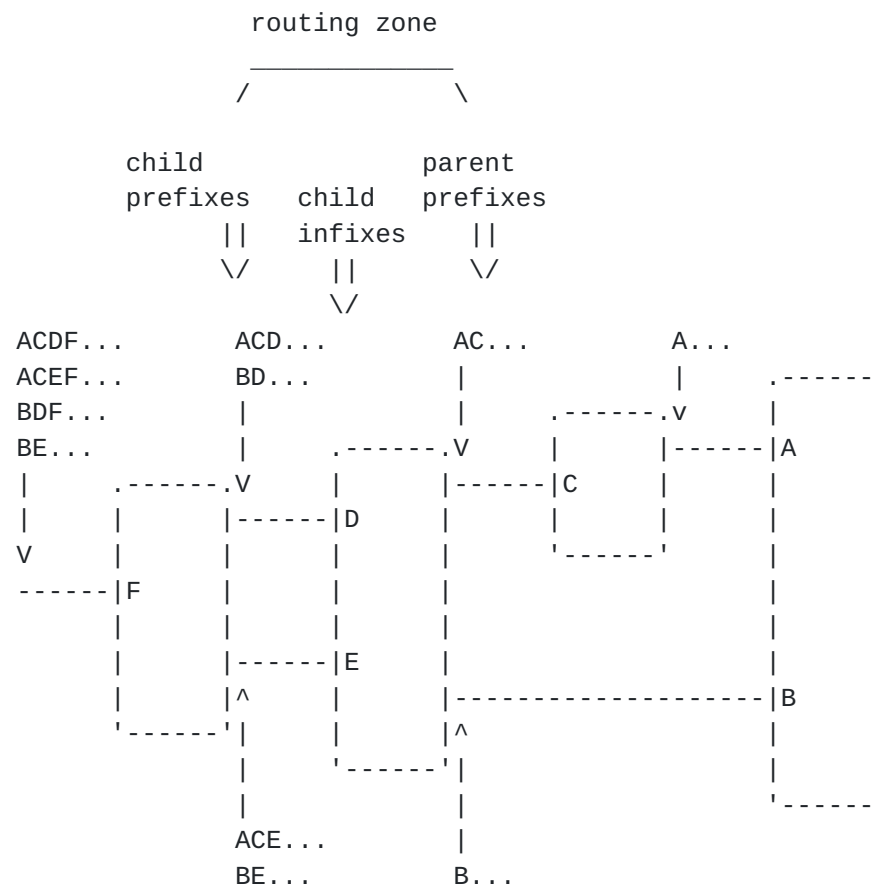 routing zone
child parent
prefixes child prefixes
infixes
ACDF... ACD... AC... A...
ACEF... BD...
BDF...
BE... A
C
D
F
E
B
ACE...
BE... B...